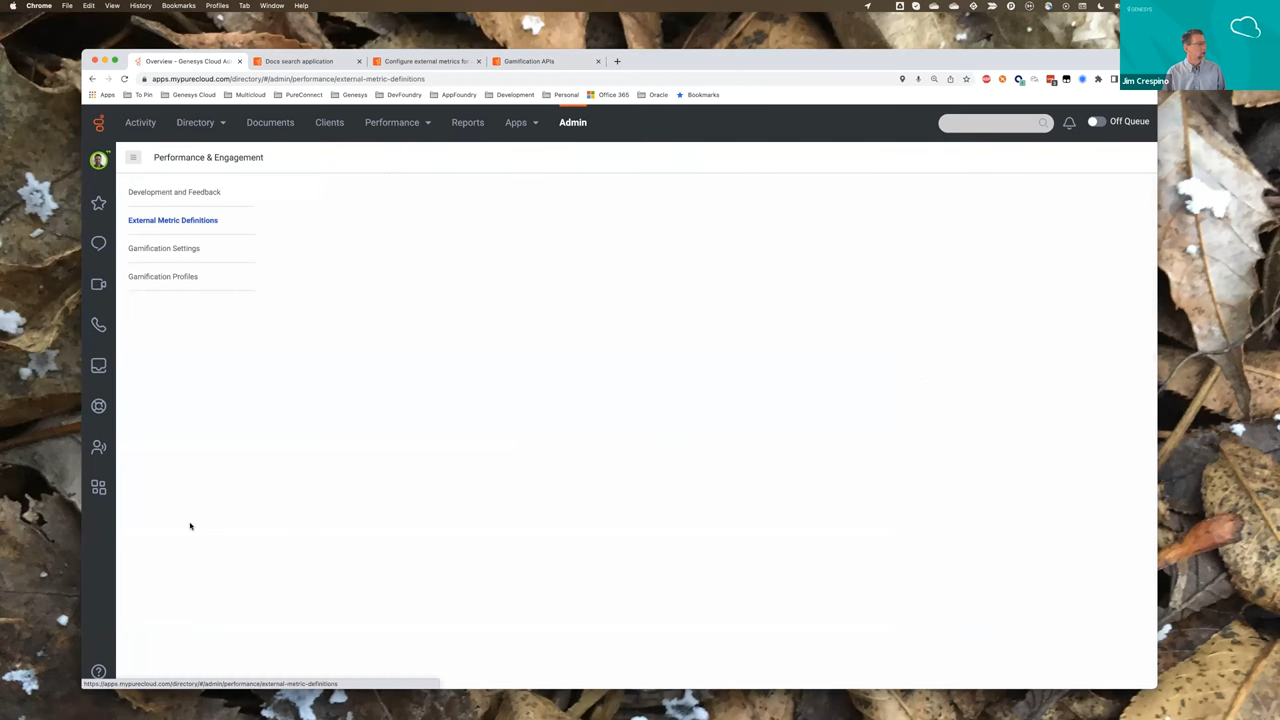 Chrome File Edit View History Bookmarks Profiles Tab Window Help
GENESYS
Jim Crespino
Overview - Genesys Cloud Ad
Docs search application
Configure external metrics for
Gamification APIs
apps.mypurecloud.com/directory/#/admin/performance/external-metric-definitions
Apps To Pin Genesys Cloud Multicloud PureConnect Genesys DevFoundry AppFoundry Development Personal Office 365 Oracle Bookmarks
Activity Directory Documents Clients Performance Reports Apps Admin Off Queue
Performance & Engagement
Development and Feedback
External Metric Definitions
Gamification Settings
Gamification Profiles
https://apps.mypurecloud.com/directory/#/admin/performance/external-metric-definitions